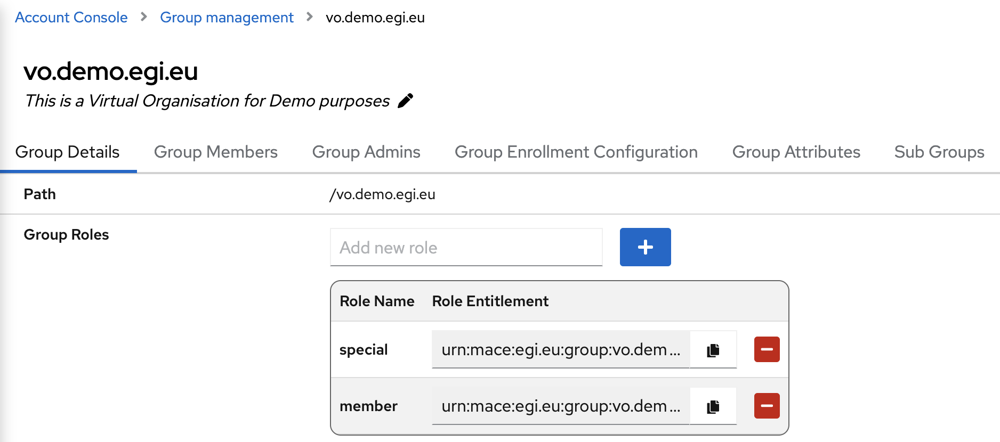 Account Console > Group management > vo.demo.egi.eu
vo.demo.egi.eu
This is a Virtual Organisation for Demo purposes
Group Details Group Members Group Admins Group Enrollment Configuration Group Attributes Sub Groups
Path /vo.demo.egi.eu
Group Roles
Add new role
Role Name Role Entitlement
special urn:mace:egi.eu:group:vo.dem...
member urn:mace:egi.eu:group:vo.dem...